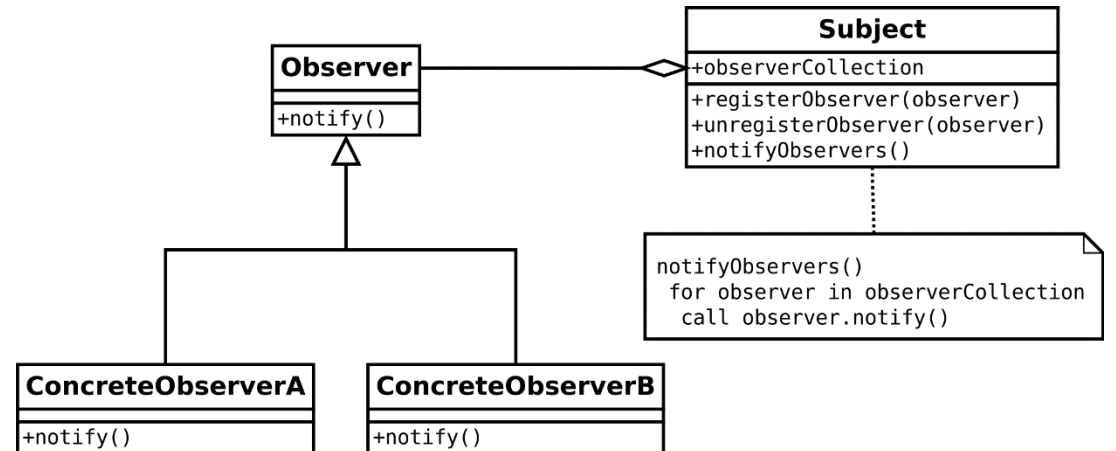 Observer
+notify()
Subject
+observerCollection
+registerObserver(observer)
+unregisterObserver(observer)
+notifyObservers()
notifyObservers()
for observer in observerCollection
call observer.notify()
ConcreteObserverA
+notify()
ConcreteObserverB
+notify()